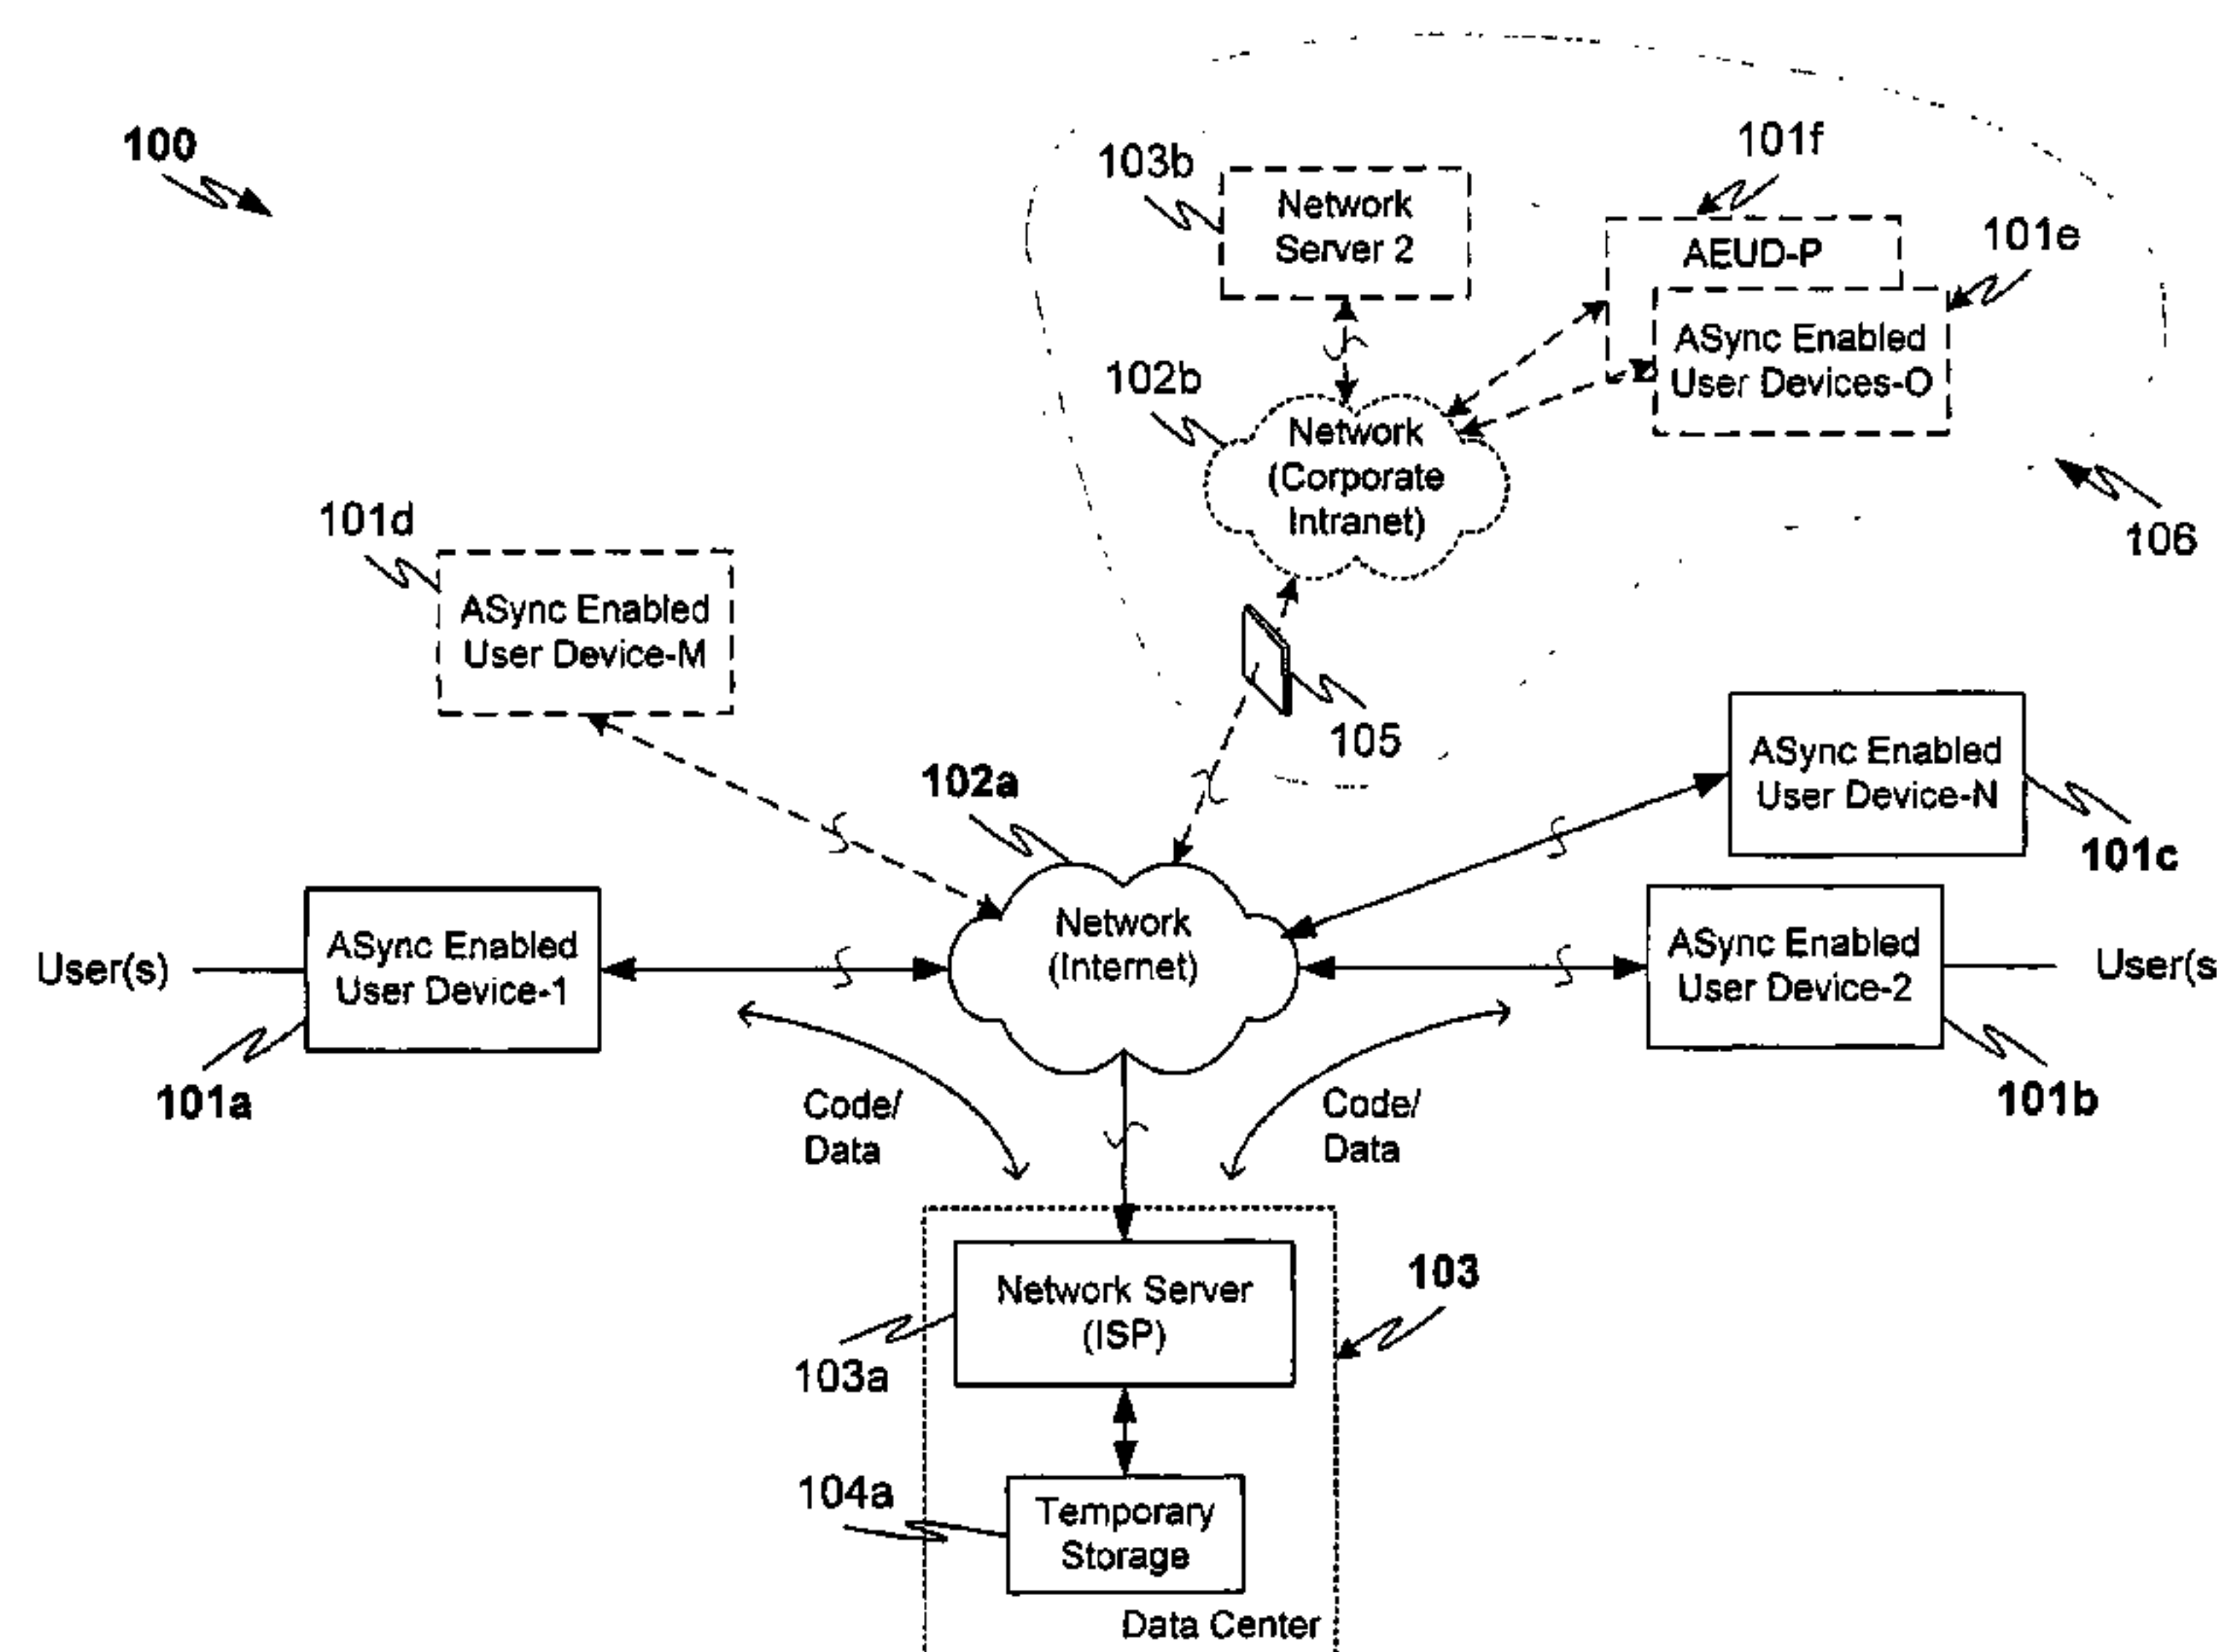 100
103b
Network
Server 2
101f
AEUD-P
101e
ASync Enabled
User Devices-O
102b
Network
(Corporate
Intranet)
106
101d
ASync Enabled
User Device-M
105
102a
ASync Enabled
User Device-N
101c
User(s)
ASync Enabled
User Device-1
101a
Network
(Internet)
ASync Enabled
User Device-2
User(s
101b
Code/
Data
Code/
Data
Network Server
(ISP)
103
103a
104a
Temporary
Storage
Data Center